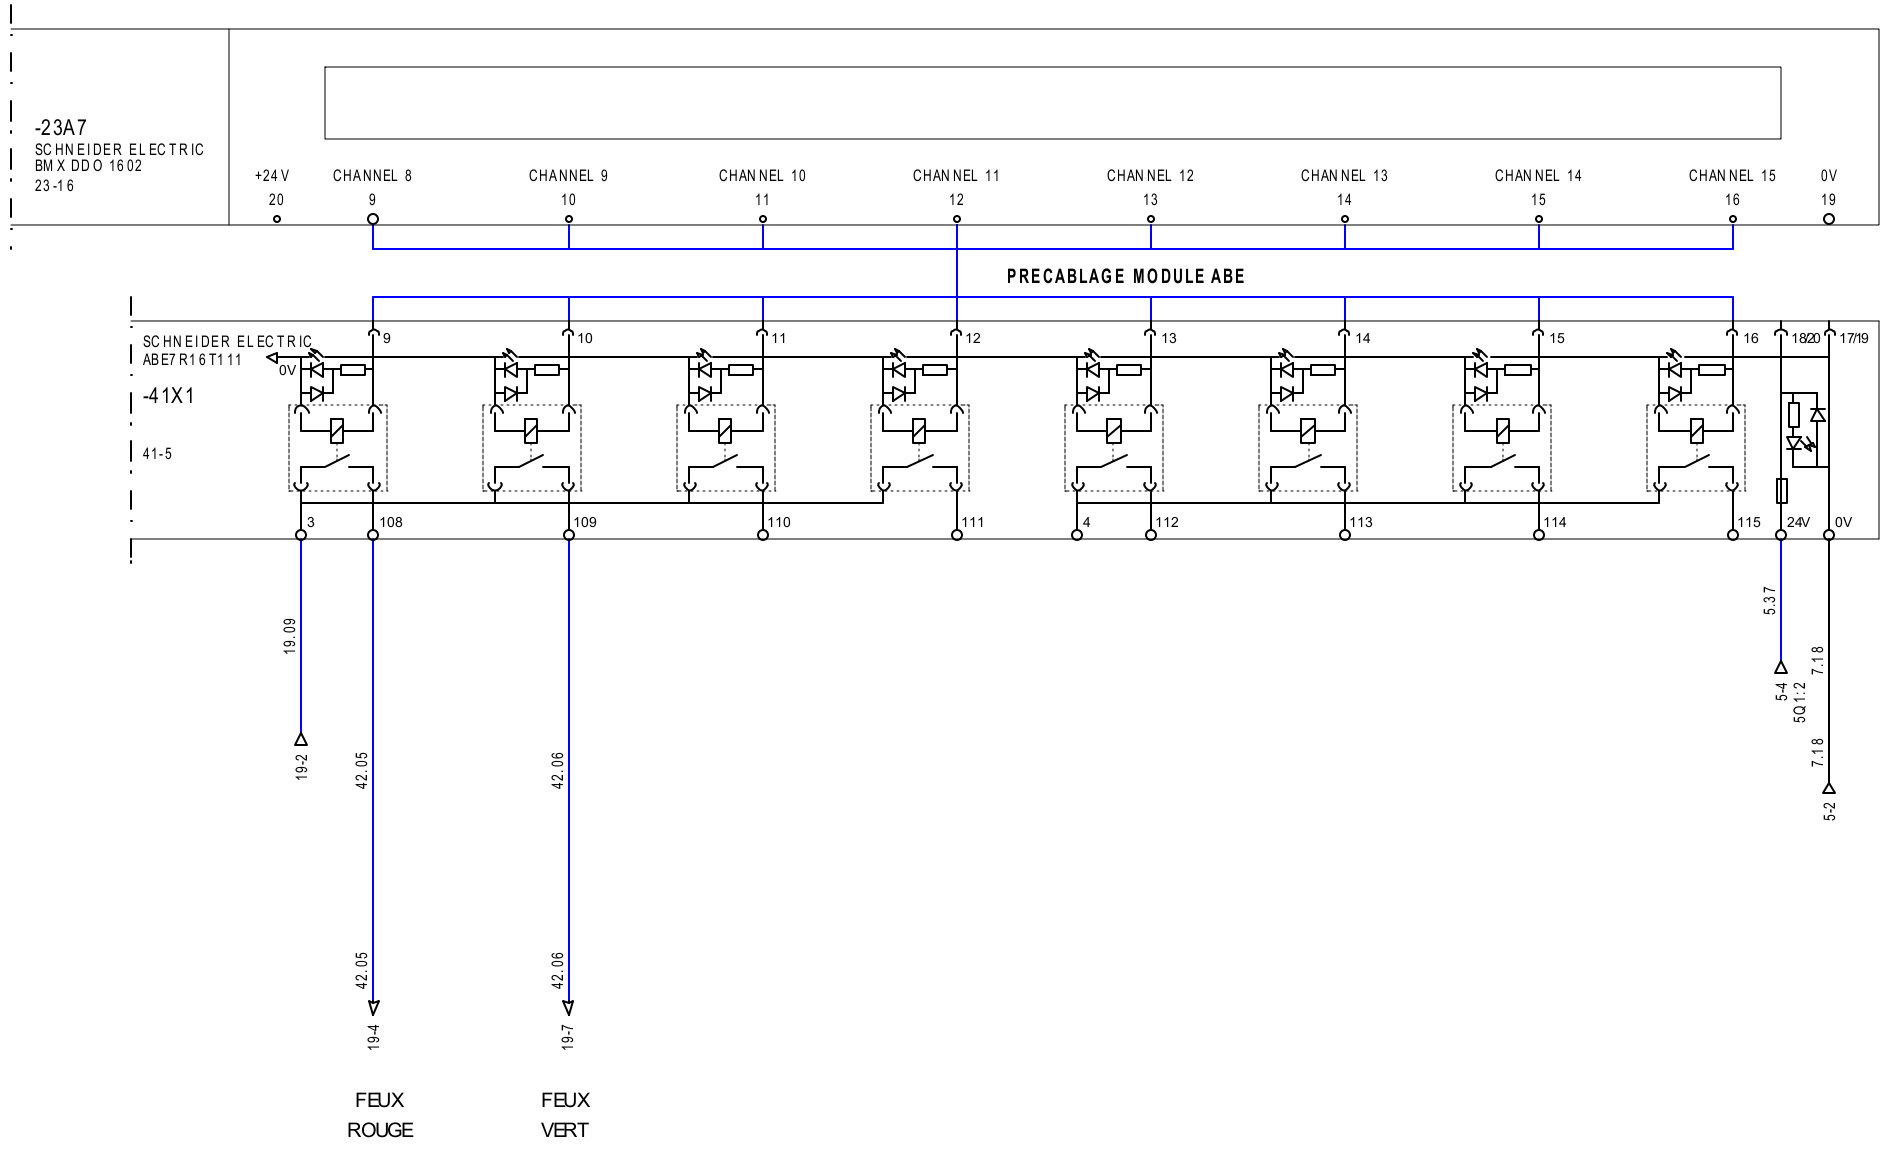 -23A7
SCHNEIDER ELECTRIC
BMX DDO 1602
23-16
+24V CHANNEL 8 CHANNEL 9 CHANNEL 10 CHANNEL 11 CHANNEL 12 CHANNEL 13 CHANNEL 14 CHANNEL 15 0V
20 9 10 11 12 13 14 15 16 19
PRECABLAGE MODULE ABE
SCHNEIDER ELECTRIC
ABE7R16T111
-41X1
41-5
9 10 11 12 13 14 15 16 18/20 17/19
0V
3 108 109 110 111 4 112 113 114 115 24V 0V
19.09
19-2
42.05
42.05
19-4
42.06
42.06
19-7
5.37
5-4
5Q1:2
7.18
7.18
5-2
FEUX
ROUGE
FEUX
VERT